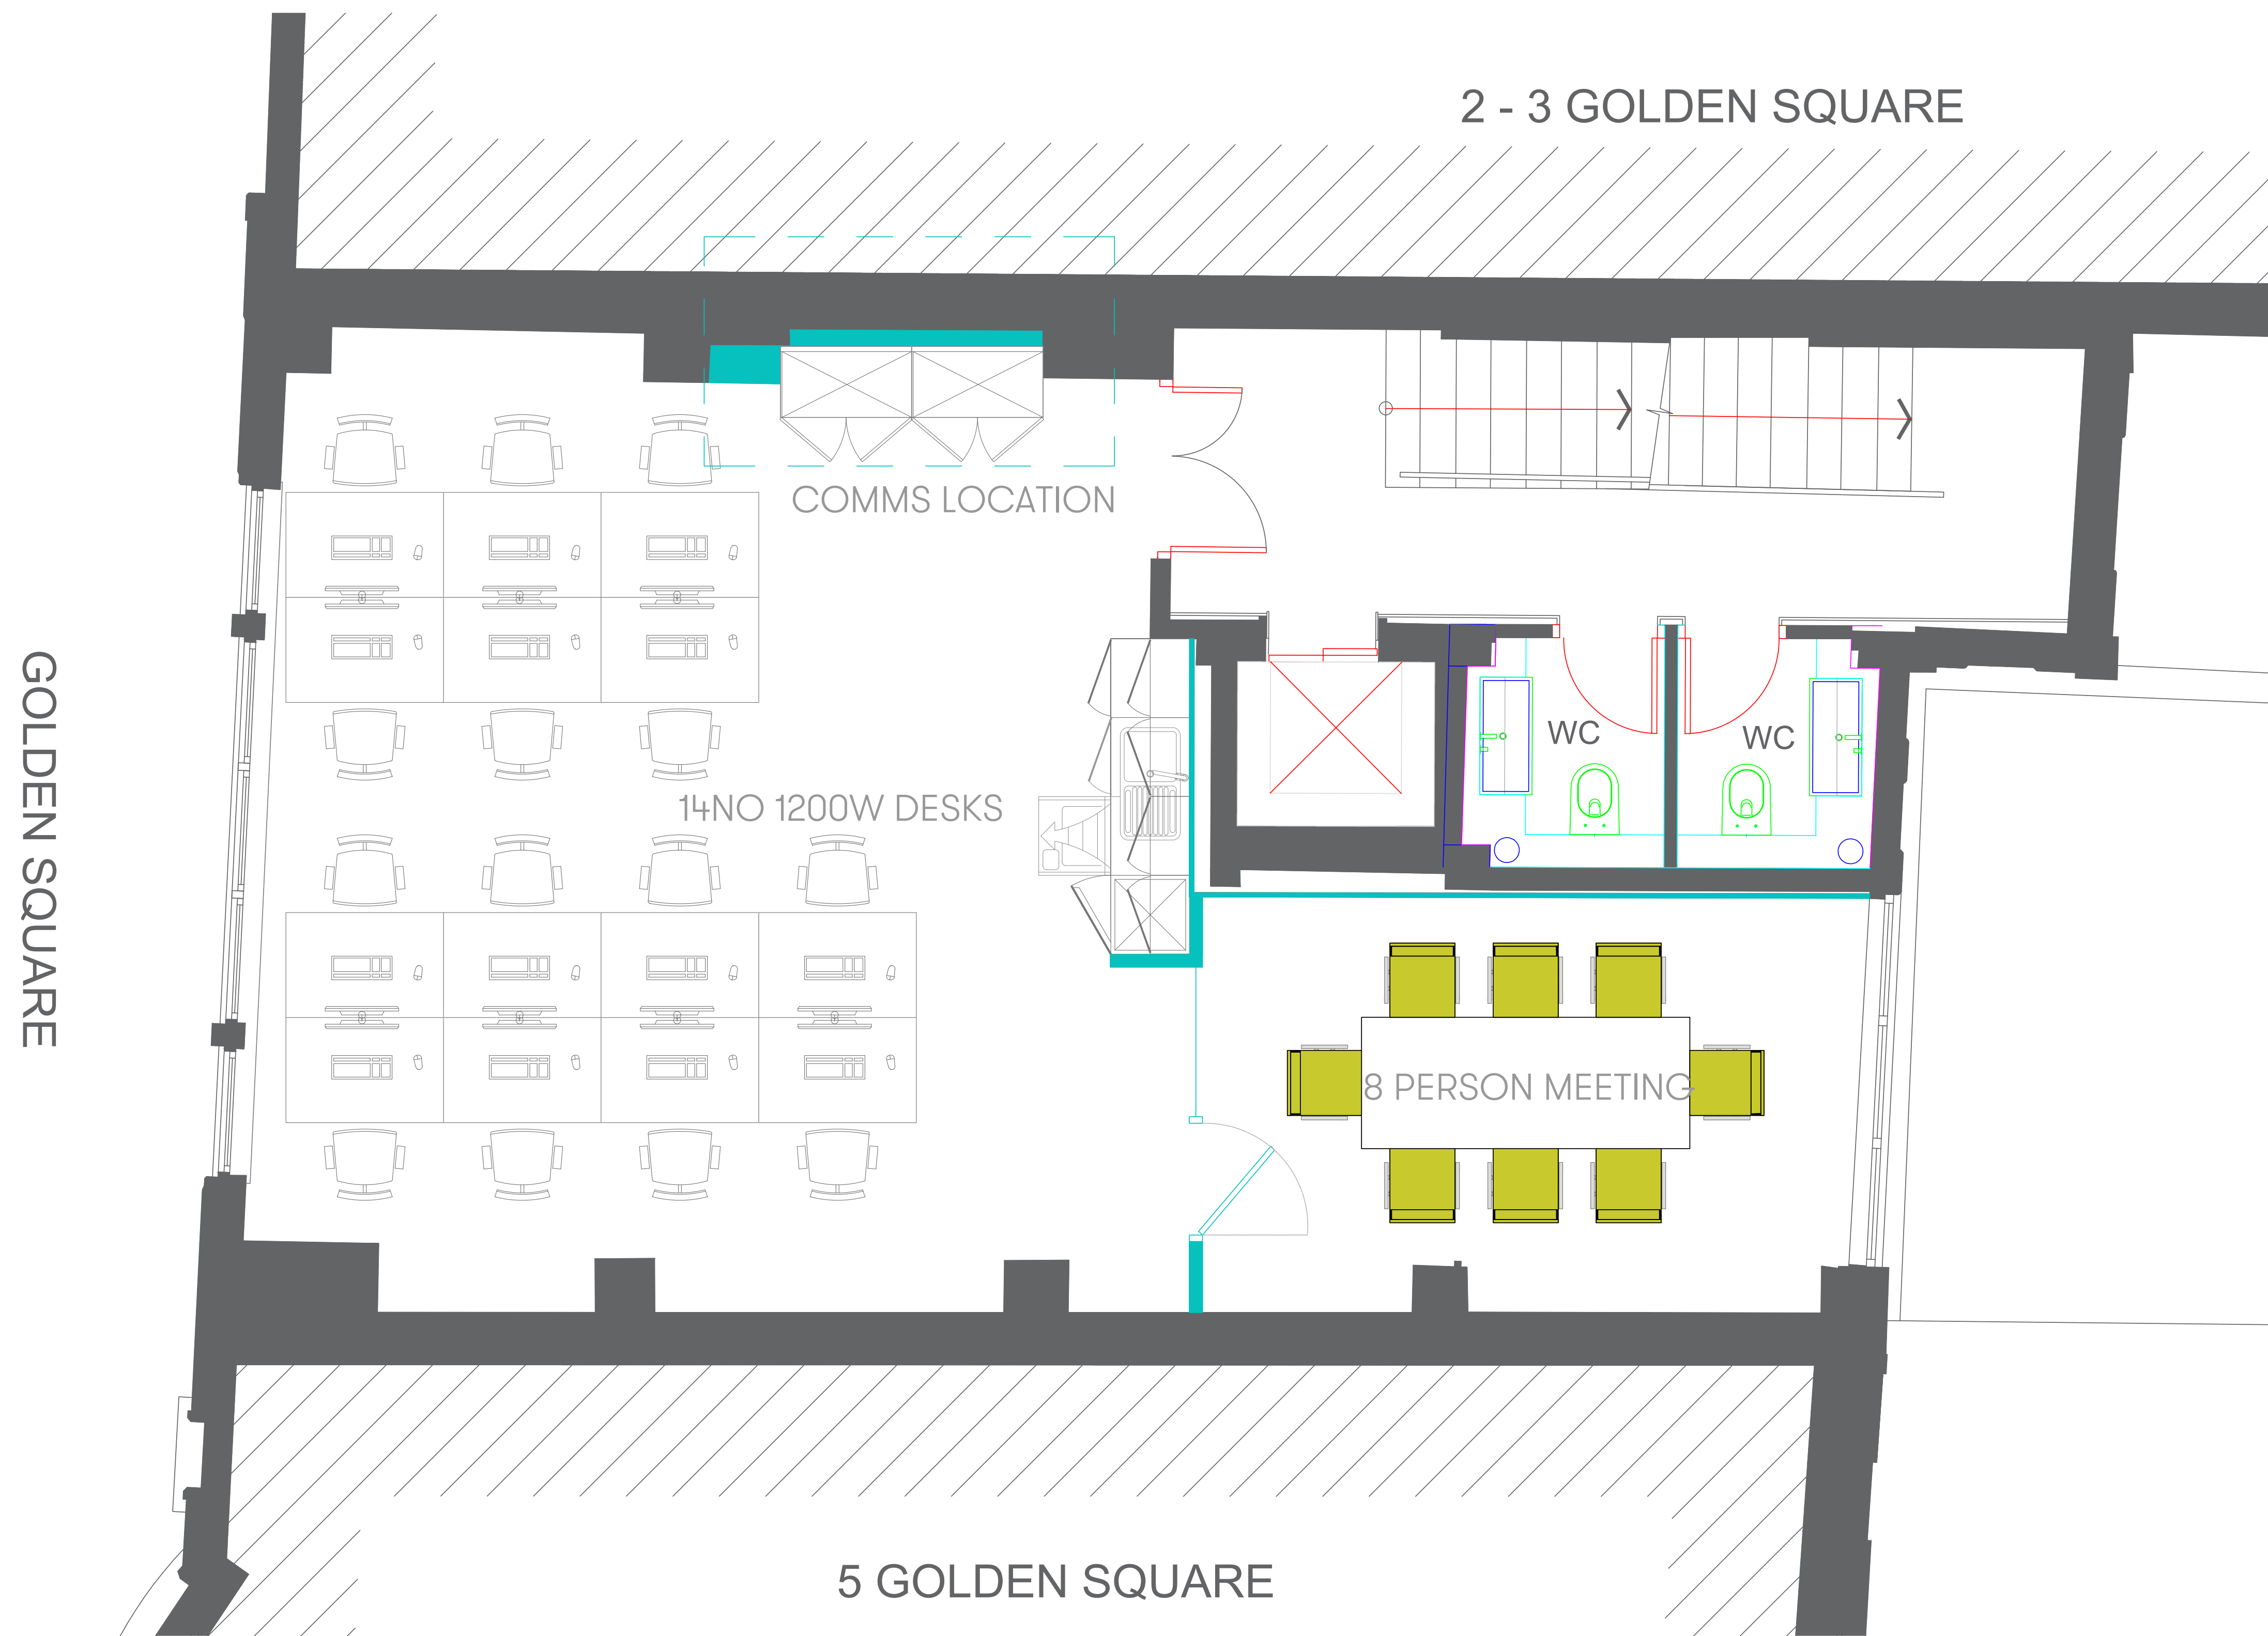 2 - 3 GOLDEN SQUARE
COMMS LOCATION
GOLDEN SQUARE
WC
WC
14NO 1200W DESKS
8 PERSON MEETING
5 GOLDEN SQUARE